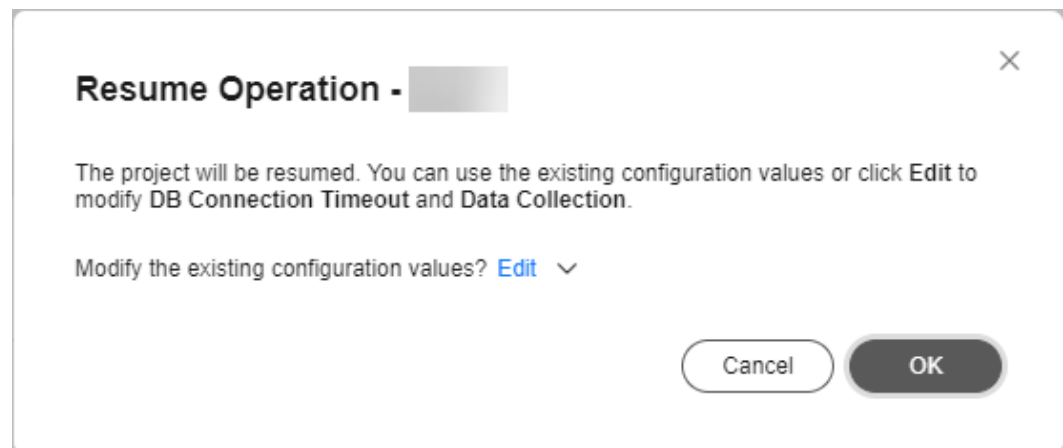 Resume Operation -
The project will be resumed. You can use the existing configuration values or click Edit to
modify DB Connection Timeout and Data Collection.
Modify the existing configuration values? Edit
Cancel
OK